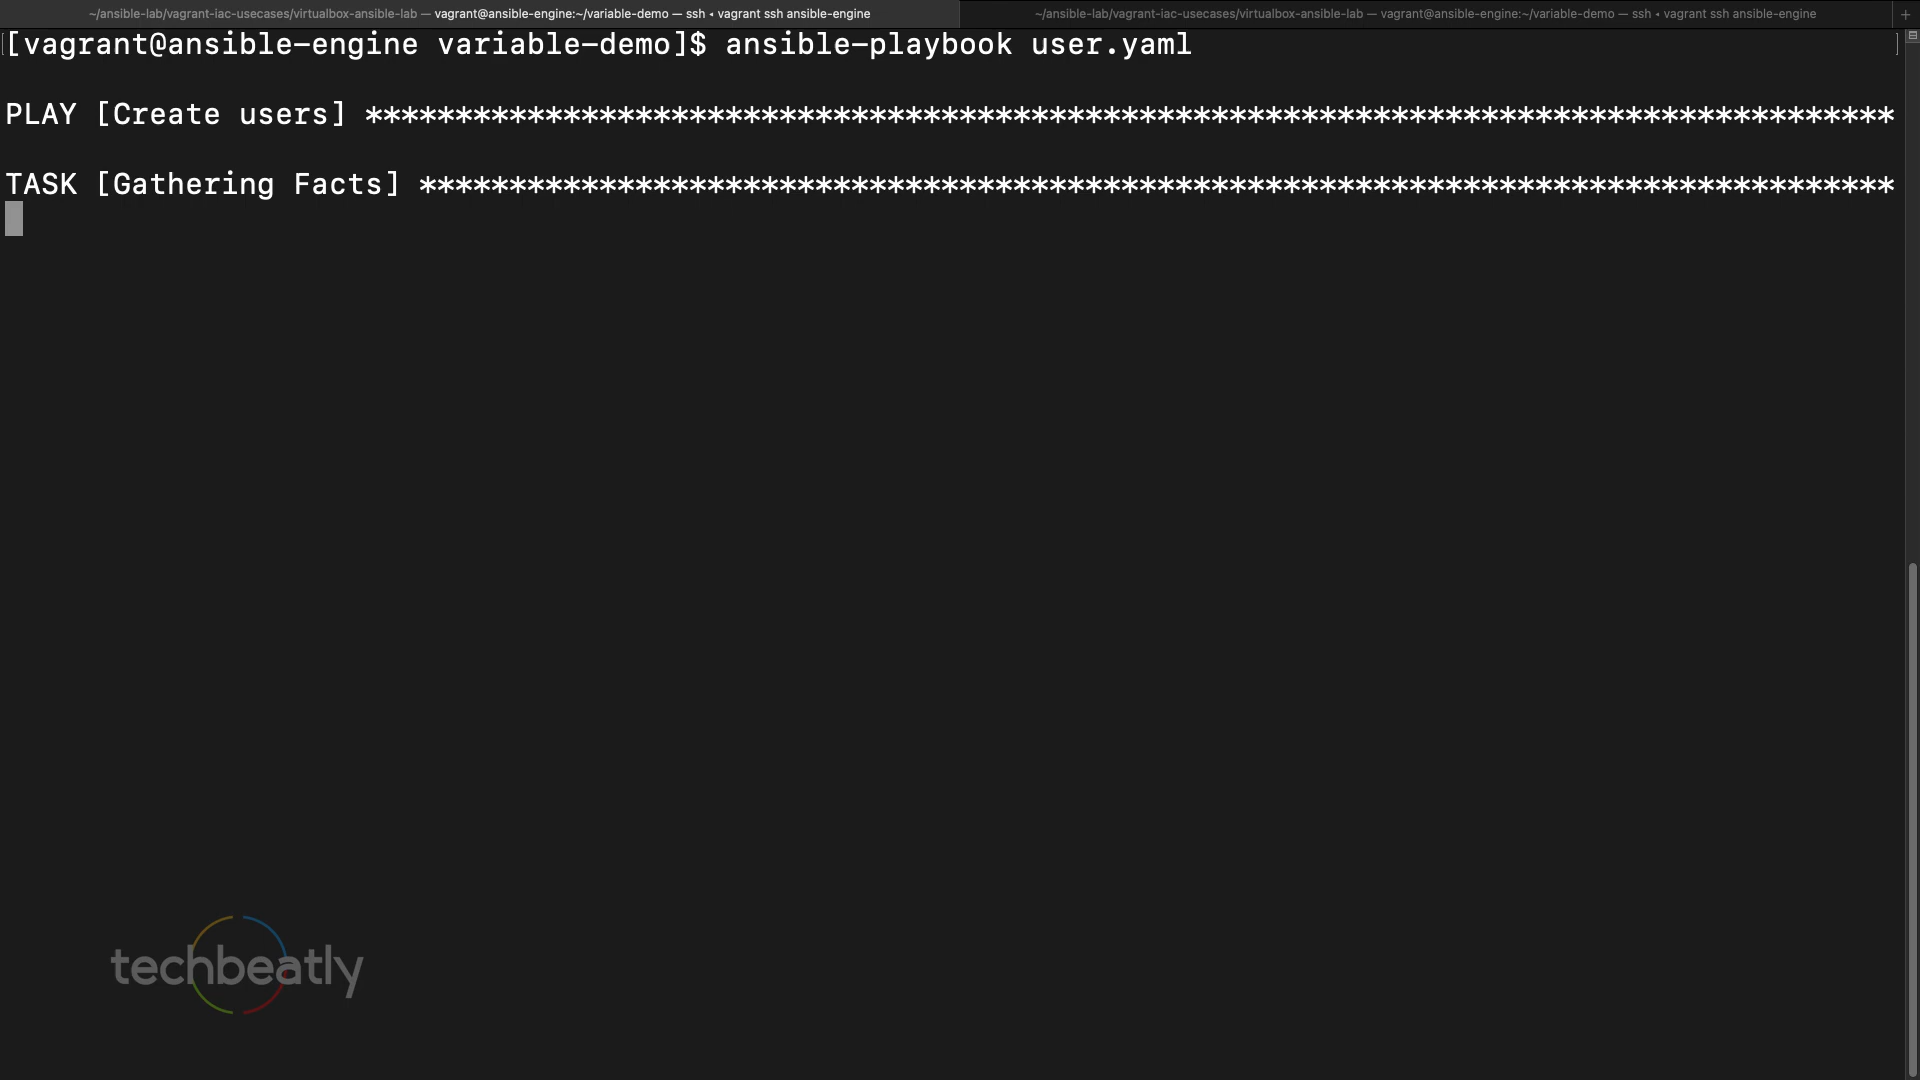 ~/ansible-lab/vagrant-iac-usecases/virtualbox-ansible-lab — vagrant@ansible-engine:~/variable-demo — ssh ◂ vagrant ssh ansible-engine
~/ansible-lab/vagrant-iac-usecases/virtualbox-ansible-lab — vagrant@ansible-engine:~/variable-demo — ssh ◂ vagrant ssh ansible-engine
[vagrant@ansible-engine variable-demo]$ ansible-playbook user.yaml
PLAY [Create users] *************************************************************************************
TASK [Gathering Facts] **********************************************************************************
techbeatly